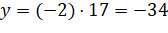 y = (−2) · 17 = −34